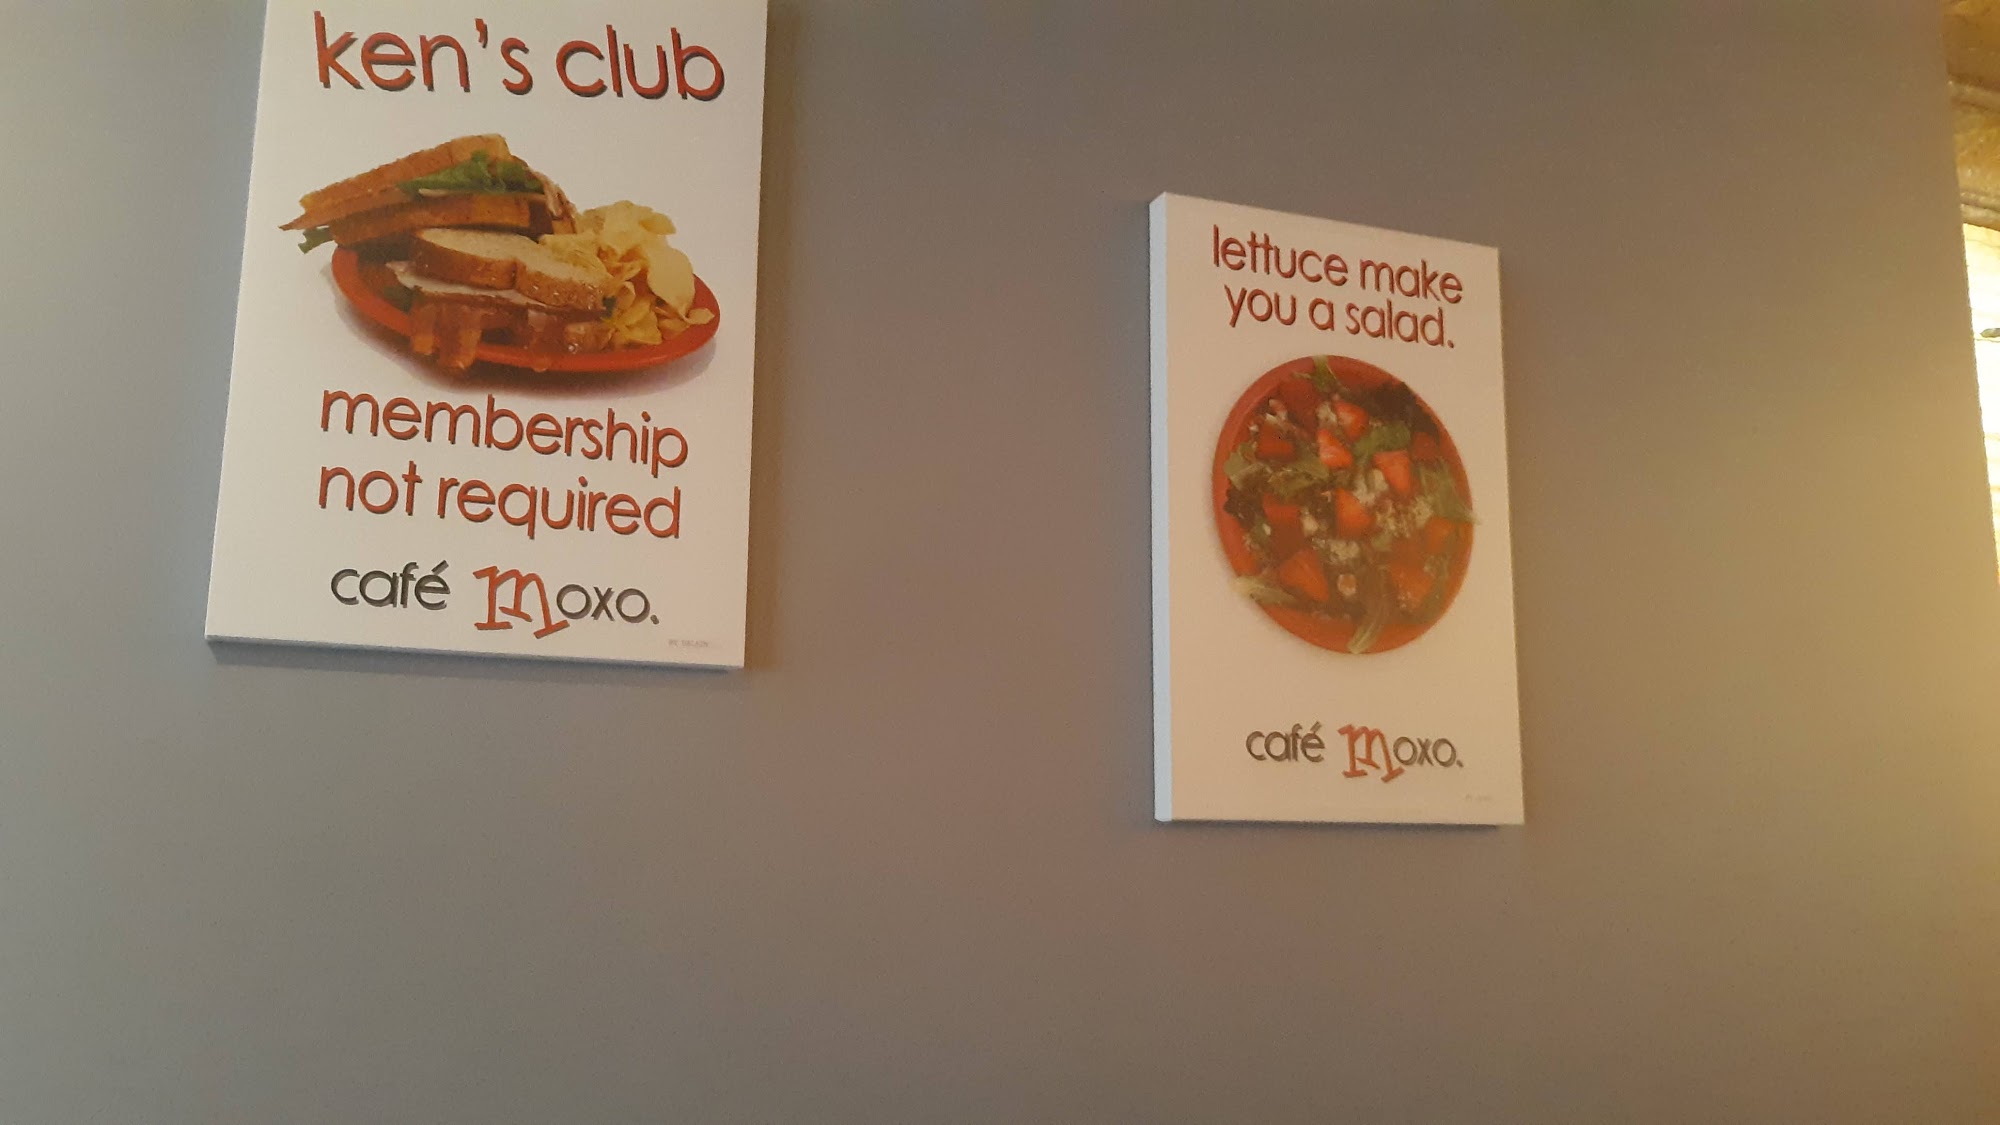 ken's club
membership
not required
café moxo.
lettuce make
you a salad.
café moxo.